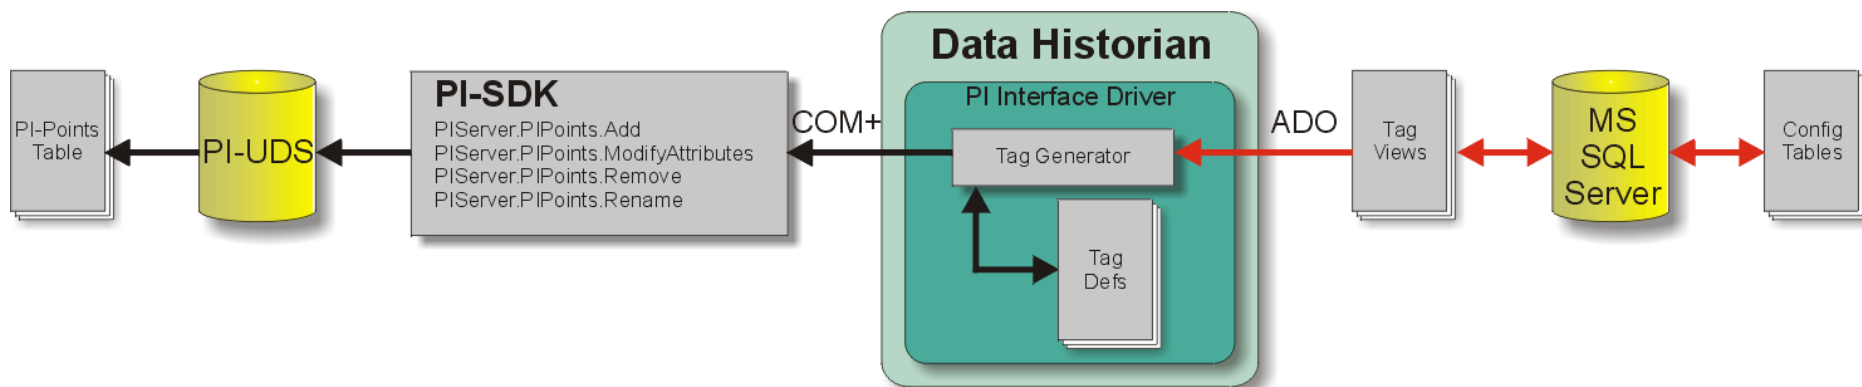 Data Historian
PI Interface Driver
PI-Points
Table
PI-UDS
PI-SDK
PIServer.PIPoints.Add
PIServer.PIPoints.ModifyAttributes
PIServer.PIPoints.Remove
PIServer.PIPoints.Rename
COM+
Tag Generator
Tag
Defs
ADO
Tag
Views
MS
SQL
Server
Config
Tables